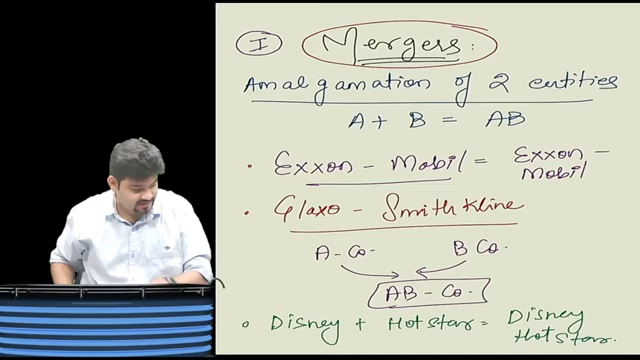 I Mergers:
Amalgamation of 2 entities
A + B = AB
• Exxon - Mobil = Exxon - Mobil
• Glaxo - Smithkline
A - Co. B Co.
AB - Co.
• Disney + Hotstar = Disney Hotstar.